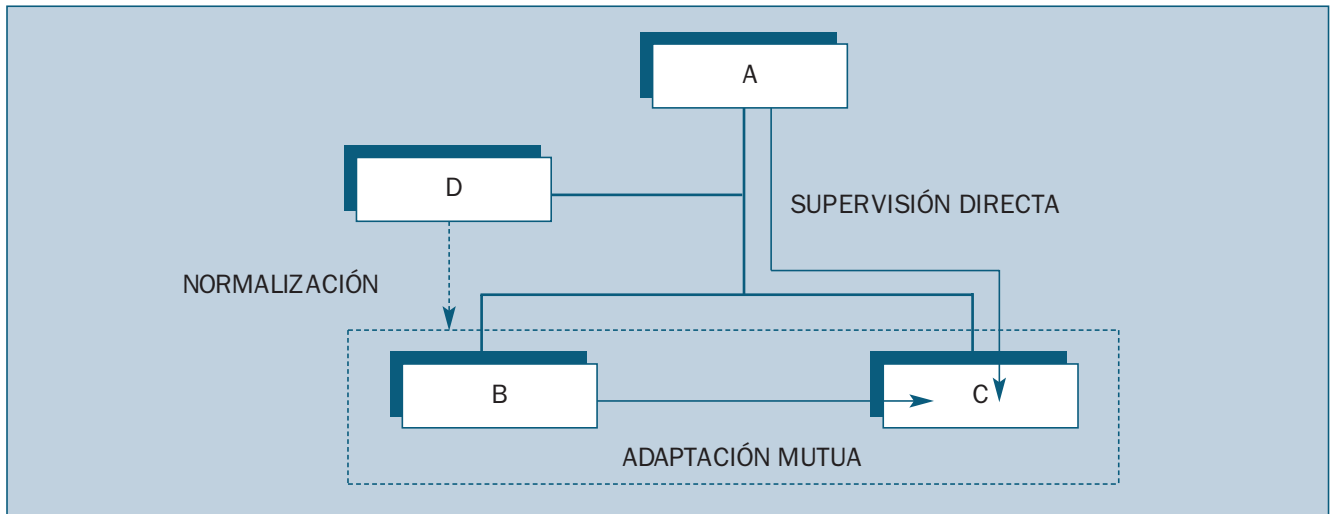 A
D
SUPERVISIÓN DIRECTA
NORMALIZACIÓN
B
C
ADAPTACIÓN MUTUA